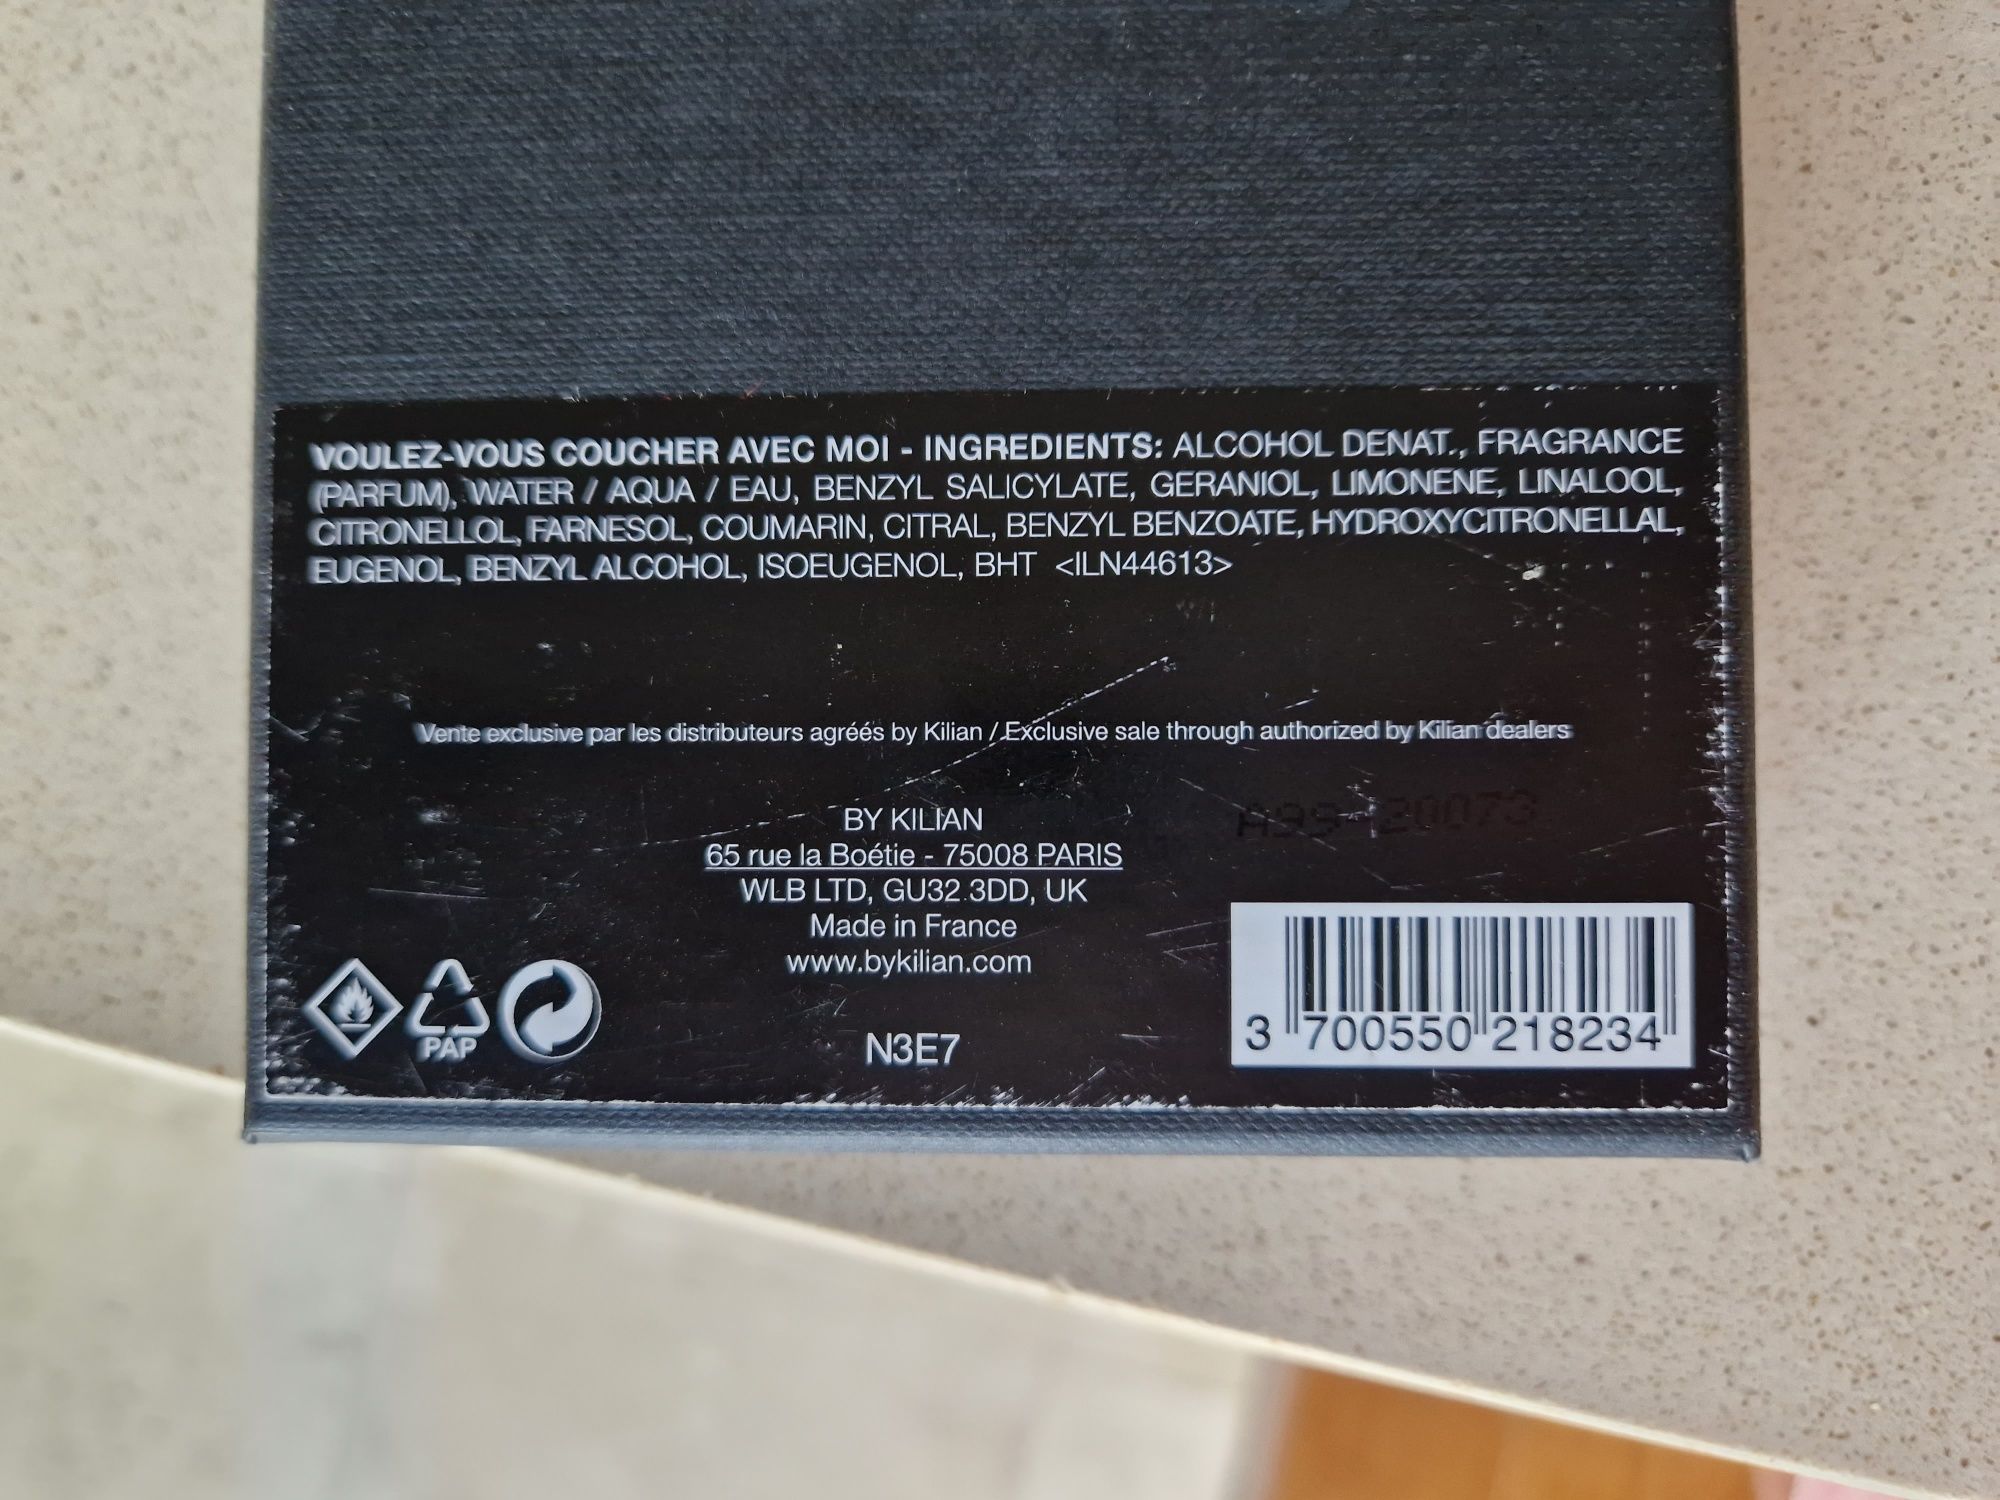 VOULEZ-VOUS COUCHER AVEC MOI - INGREDIENTS: ALCOHOL DENAT., FRAGRANCE
(PARFUM), WATER / AQUA / EAU, BENZYL SALICYLATE, GERANIOL, LIMONENE, LINALOOL,
CITRONELLOL, FARNESOL, COUMARIN, CITRAL, BENZYL BENZOATE, HYDROXYCITRONELLAL,
EUGENOL, BENZYL ALCOHOL, ISOEUGENOL, BHT <ILN44613>
Vente exclusive par les distributeurs agréés by Kilian / Exclusive sale through authorized by Kilian dealers
BY KILIAN
65 rue la Boétie - 75008 PARIS
WLB LTD, GU32 3DD, UK
Made in France
www.bykilian.com
PAP
N3E7
3 700550 218234